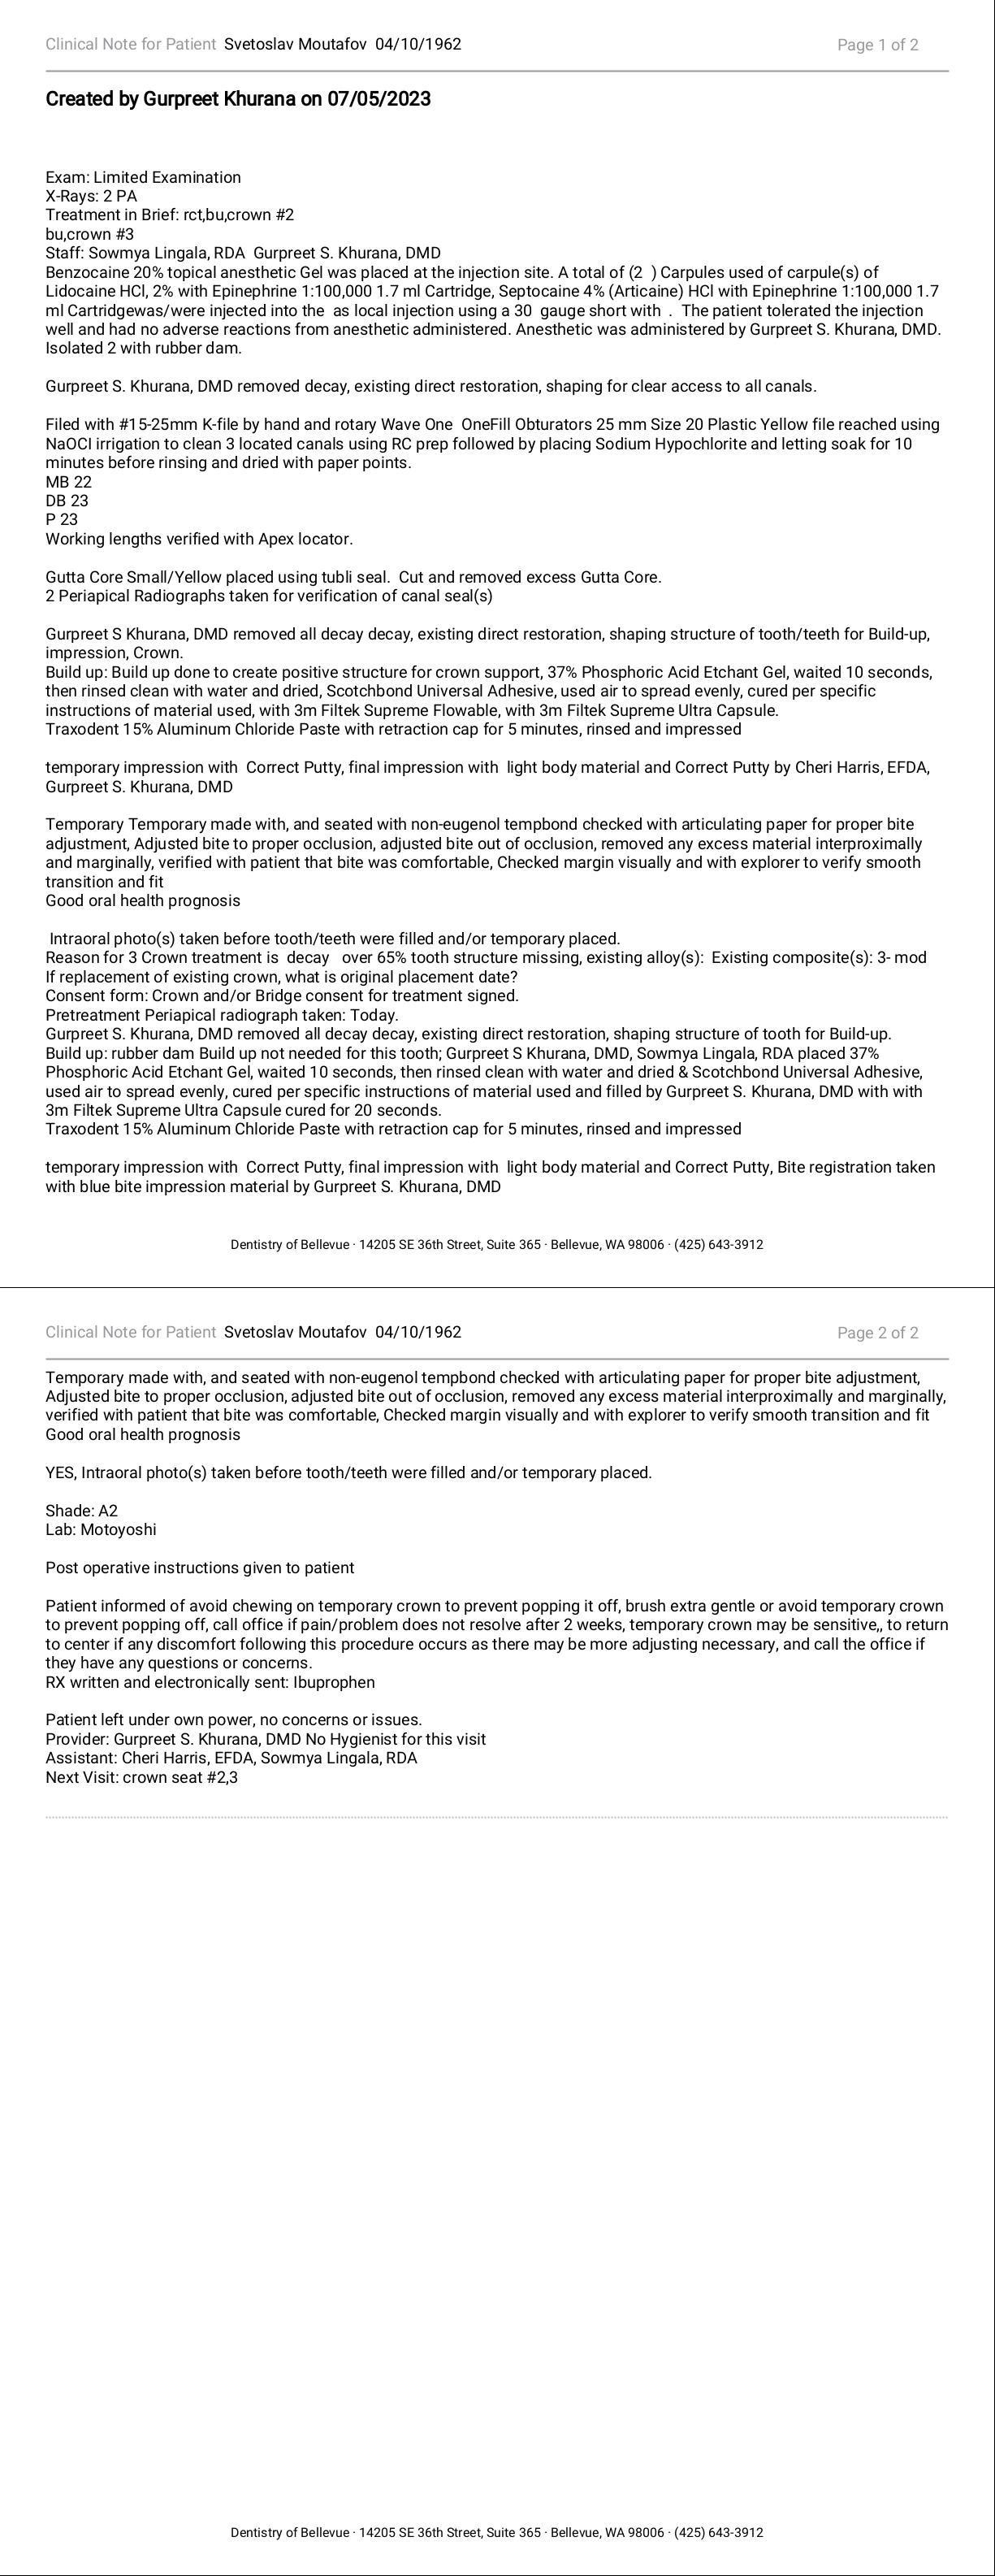 Clinical Note for Patient Svetoslav Moutafov 04/10/1962 Page 1 of 2
Created by Gurpreet Khurana on 07/05/2023
Exam: Limited Examination
X-Rays: 2 PA
Treatment in Brief: rct,bu,crown #2
bu,crown #3
Staff: Sowmya Lingala, RDA  Gurpreet S. Khurana, DMD
Benzocaine 20% topical anesthetic Gel was placed at the injection site. A total of (2  ) Carpules used of carpule(s) of
Lidocaine HCl, 2% with Epinephrine 1:100,000 1.7 ml Cartridge, Septocaine 4% (Articaine) HCl with Epinephrine 1:100,000 1.7
ml Cartridgewas/were injected into the  as local injection using a 30  gauge short with  .  The patient tolerated the injection
well and had no adverse reactions from anesthetic administered. Anesthetic was administered by Gurpreet S. Khurana, DMD.
Isolated 2 with rubber dam.
Gurpreet S. Khurana, DMD removed decay, existing direct restoration, shaping for clear access to all canals.
Filed with #15-25mm K-file by hand and rotary Wave One  OneFill Obturators 25 mm Size 20 Plastic Yellow file reached using
NaOCl irrigation to clean 3 located canals using RC prep followed by placing Sodium Hypochlorite and letting soak for 10
minutes before rinsing and dried with paper points.
MB 22
DB 23
P 23
Working lengths verified with Apex locator.
Gutta Core Small/Yellow placed using tubli seal.  Cut and removed excess Gutta Core.
2 Periapical Radiographs taken for verification of canal seal(s)
Gurpreet S Khurana, DMD removed all decay decay, existing direct restoration, shaping structure of tooth/teeth for Build-up,
impression, Crown.
Build up: Build up done to create positive structure for crown support, 37% Phosphoric Acid Etchant Gel, waited 10 seconds,
then rinsed clean with water and dried, Scotchbond Universal Adhesive, used air to spread evenly, cured per specific
instructions of material used, with 3m Filtek Supreme Flowable, with 3m Filtek Supreme Ultra Capsule.
Traxodent 15% Aluminum Chloride Paste with retraction cap for 5 minutes, rinsed and impressed
temporary impression with  Correct Putty, final impression with  light body material and Correct Putty by Cheri Harris, EFDA,
Gurpreet S. Khurana, DMD
Temporary Temporary made with, and seated with non-eugenol tempbond checked with articulating paper for proper bite
adjustment, Adjusted bite to proper occlusion, adjusted bite out of occlusion, removed any excess material interproximally
and marginally, verified with patient that bite was comfortable, Checked margin visually and with explorer to verify smooth
transition and fit
Good oral health prognosis
Intraoral photo(s) taken before tooth/teeth were filled and/or temporary placed.
Reason for 3 Crown treatment is  decay   over 65% tooth structure missing, existing alloy(s):  Existing composite(s): 3- mod
If replacement of existing crown, what is original placement date?
Consent form: Crown and/or Bridge consent for treatment signed.
Pretreatment Periapical radiograph taken: Today.
Gurpreet S. Khurana, DMD removed all decay decay, existing direct restoration, shaping structure of tooth for Build-up.
Build up: rubber dam Build up not needed for this tooth; Gurpreet S Khurana, DMD, Sowmya Lingala, RDA placed 37%
Phosphoric Acid Etchant Gel, waited 10 seconds, then rinsed clean with water and dried & Scotchbond Universal Adhesive,
used air to spread evenly, cured per specific instructions of material used and filled by Gurpreet S. Khurana, DMD with with
3m Filtek Supreme Ultra Capsule cured for 20 seconds.
Traxodent 15% Aluminum Chloride Paste with retraction cap for 5 minutes, rinsed and impressed
temporary impression with  Correct Putty, final impression with  light body material and Correct Putty, Bite registration taken
with blue bite impression material by Gurpreet S. Khurana, DMD
Dentistry of Bellevue · 14205 SE 36th Street, Suite 365 · Bellevue, WA 98006 · (425) 643-3912
Clinical Note for Patient Svetoslav Moutafov 04/10/1962 Page 2 of 2
Temporary made with, and seated with non-eugenol tempbond checked with articulating paper for proper bite adjustment,
Adjusted bite to proper occlusion, adjusted bite out of occlusion, removed any excess material interproximally and marginally,
verified with patient that bite was comfortable, Checked margin visually and with explorer to verify smooth transition and fit
Good oral health prognosis
YES, Intraoral photo(s) taken before tooth/teeth were filled and/or temporary placed.
Shade: A2
Lab: Motoyoshi
Post operative instructions given to patient
Patient informed of avoid chewing on temporary crown to prevent popping it off, brush extra gentle or avoid temporary crown
to prevent popping off, call office if pain/problem does not resolve after 2 weeks, temporary crown may be sensitive,, to return
to center if any discomfort following this procedure occurs as there may be more adjusting necessary, and call the office if
they have any questions or concerns.
RX written and electronically sent: Ibuprophen
Patient left under own power, no concerns or issues.
Provider: Gurpreet S. Khurana, DMD No Hygienist for this visit
Assistant: Cheri Harris, EFDA, Sowmya Lingala, RDA
Next Visit: crown seat #2,3
Dentistry of Bellevue · 14205 SE 36th Street, Suite 365 · Bellevue, WA 98006 · (425) 643-3912